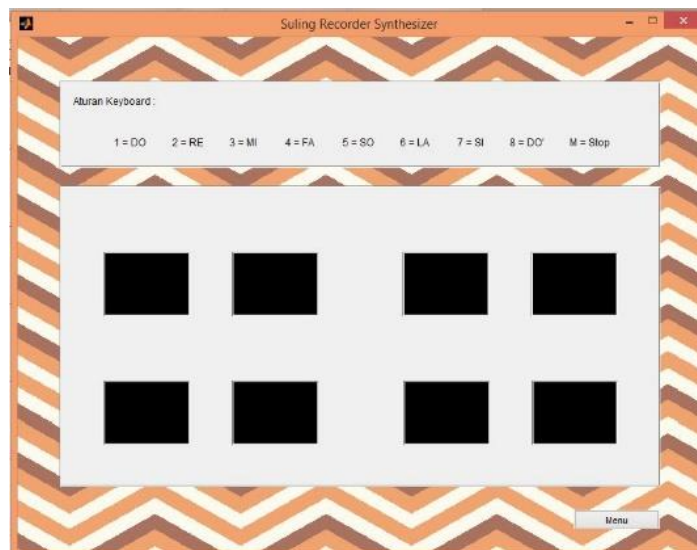 Suling Recorder Synthesizer
Aturan Keyboard :
1 = DO 2 = RE 3 = MI 4 = FA 5 = SO 6 = LA 7 = SI 8 = DO' M = Stop
Menu